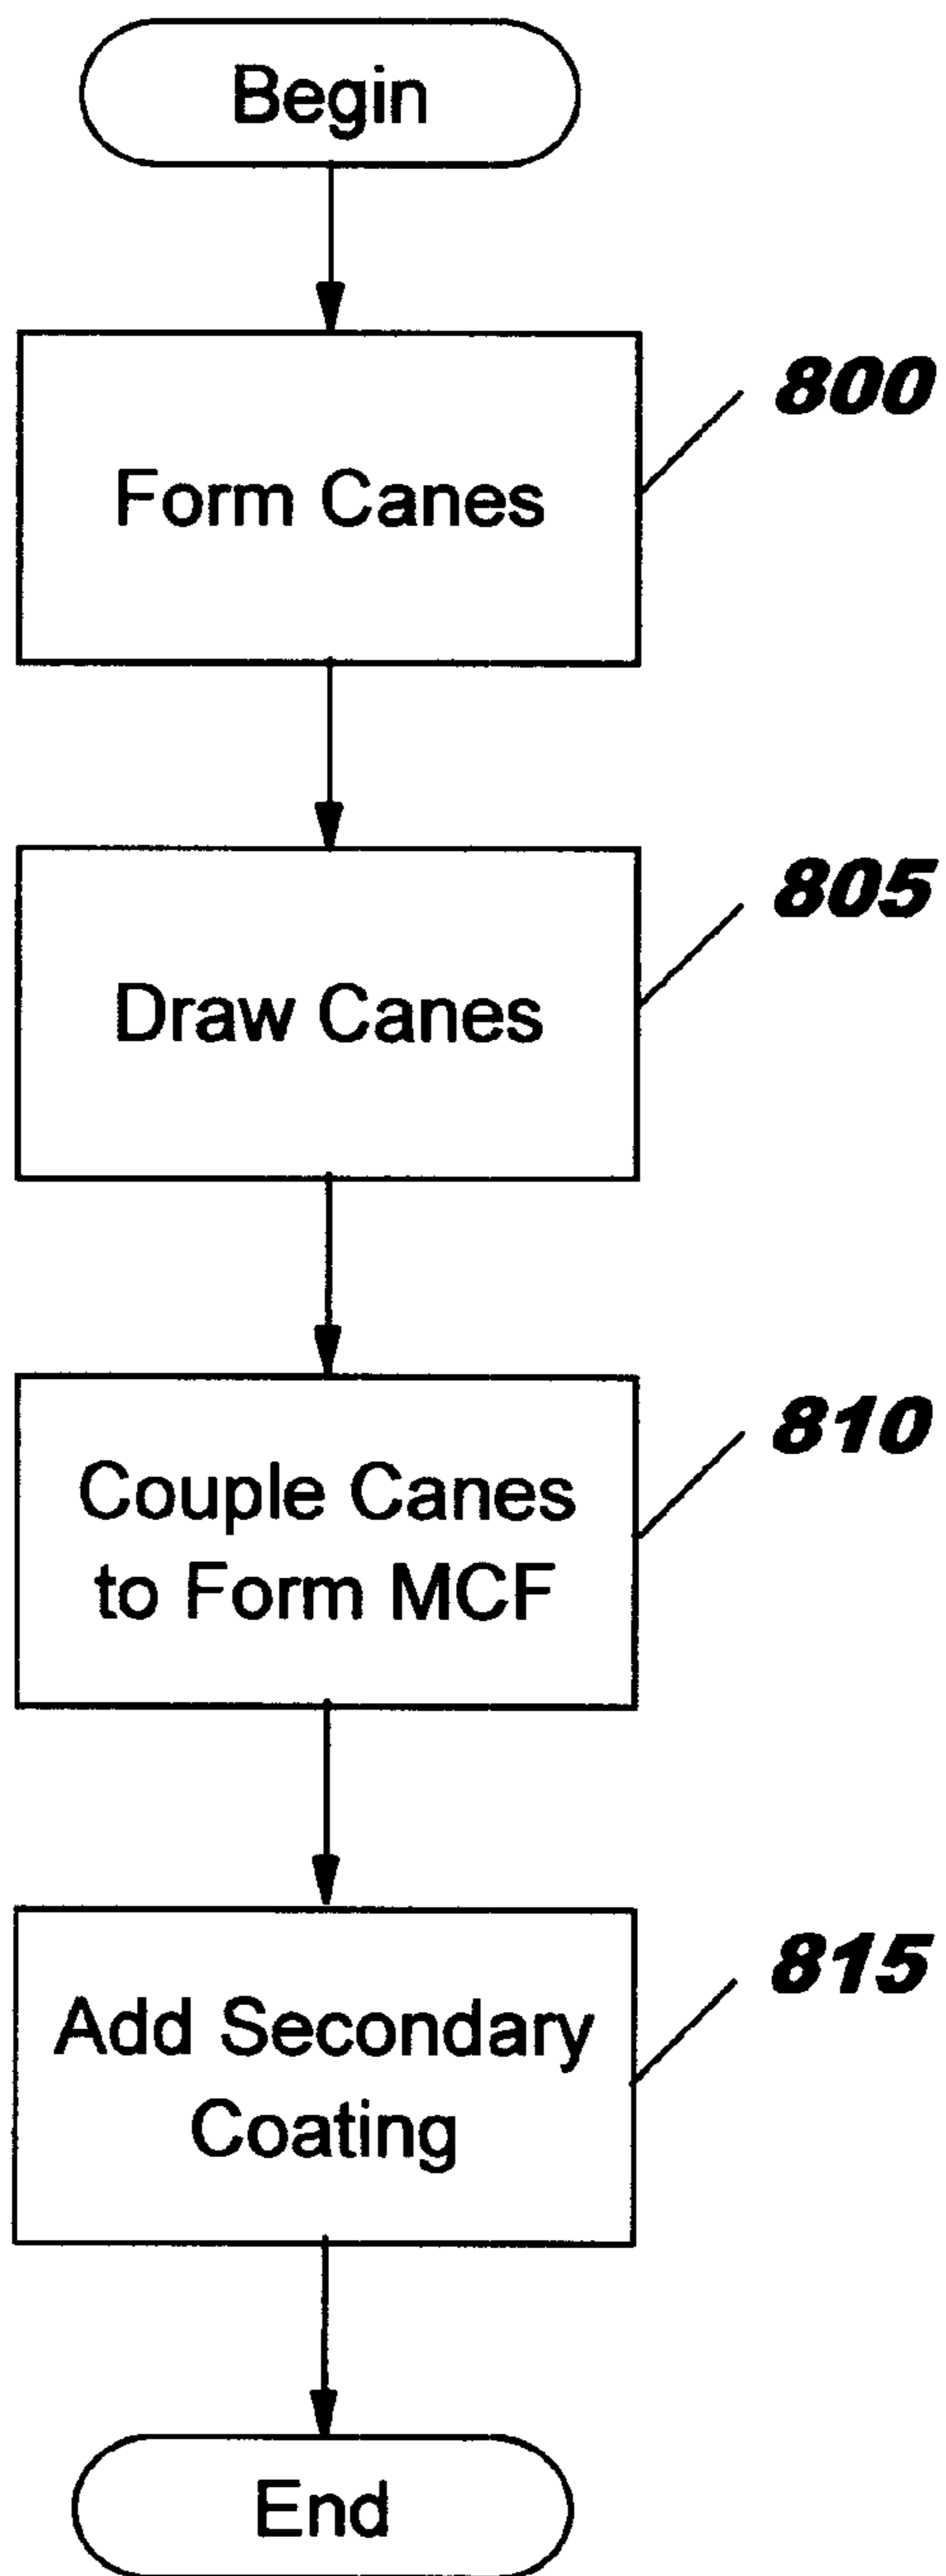 Begin
Form Canes
800
Draw Canes
805
Couple Canes
to Form MCF
810
Add Secondary
Coating
815
End